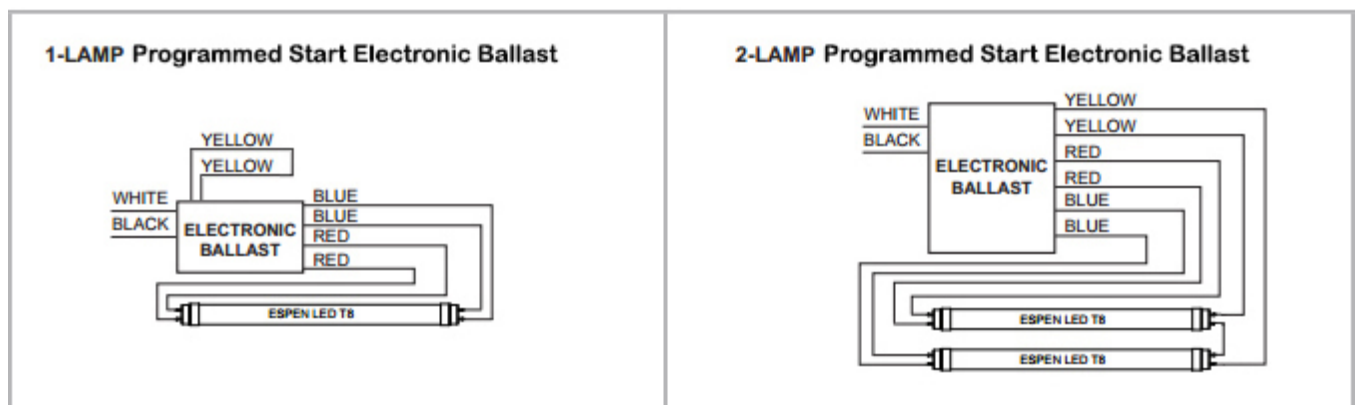 1-LAMP Programmed Start Electronic Ballast
YELLOW
YELLOW
WHITE
BLACK
ELECTRONIC
BALLAST
BLUE
BLUE
RED
RED
ESPEN LED T8
2-LAMP Programmed Start Electronic Ballast
WHITE
BLACK
ELECTRONIC
BALLAST
YELLOW
YELLOW
RED
RED
BLUE
BLUE
ESPEN LED T8
ESPEN LED T8